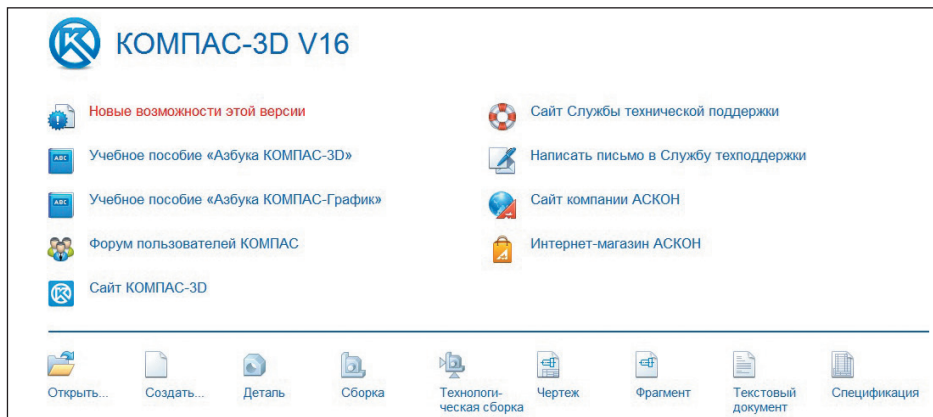 КОМПАС-3D V16
Новые возможности этой версии
Учебное пособие «Азбука КОМПАС-3D»
Учебное пособие «Азбука КОМПАС-График»
Форум пользователей КОМПАС
Сайт КОМПАС-3D
Сайт Службы технической поддержки
Написать письмо в Службу техподдержки
Сайт компании АСКОН
Интернет-магазин АСКОН
Открыть...
Создать...
Деталь
Сборка
Технологи-
ческая сборка
Чертеж
Фрагмент
Текстовый
документ
Спецификация